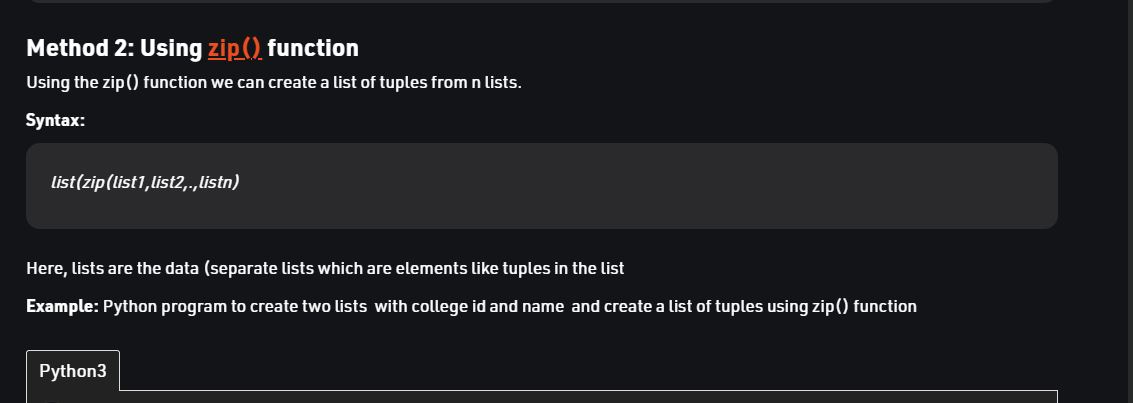 Method 2: Using zip() function
Using the zip() function we can create a list of tuples from n lists.
Syntax:
list(zip(list1,list2,.,listn)
Here, lists are the data (separate lists which are elements like tuples in the list
Example: Python program to create two lists  with college id and name  and create a list of tuples using zip() function
Python3